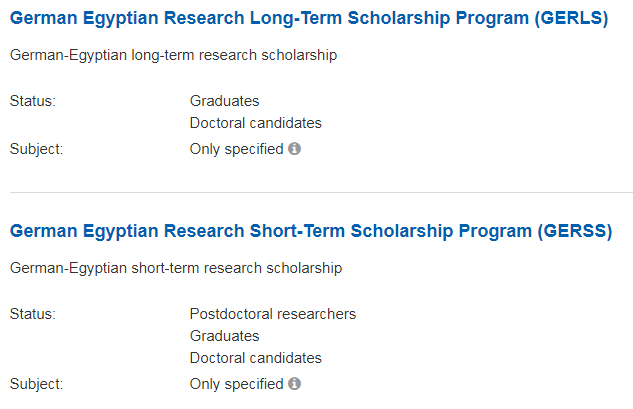 German Egyptian Research Long-Term Scholarship Program (GERLS)
German-Egyptian long-term research scholarship
Status: Graduates
Doctoral candidates
Subject: Only specified
German Egyptian Research Short-Term Scholarship Program (GERSS)
German-Egyptian short-term research scholarship
Status: Postdoctoral researchers
Graduates
Doctoral candidates
Subject: Only specified